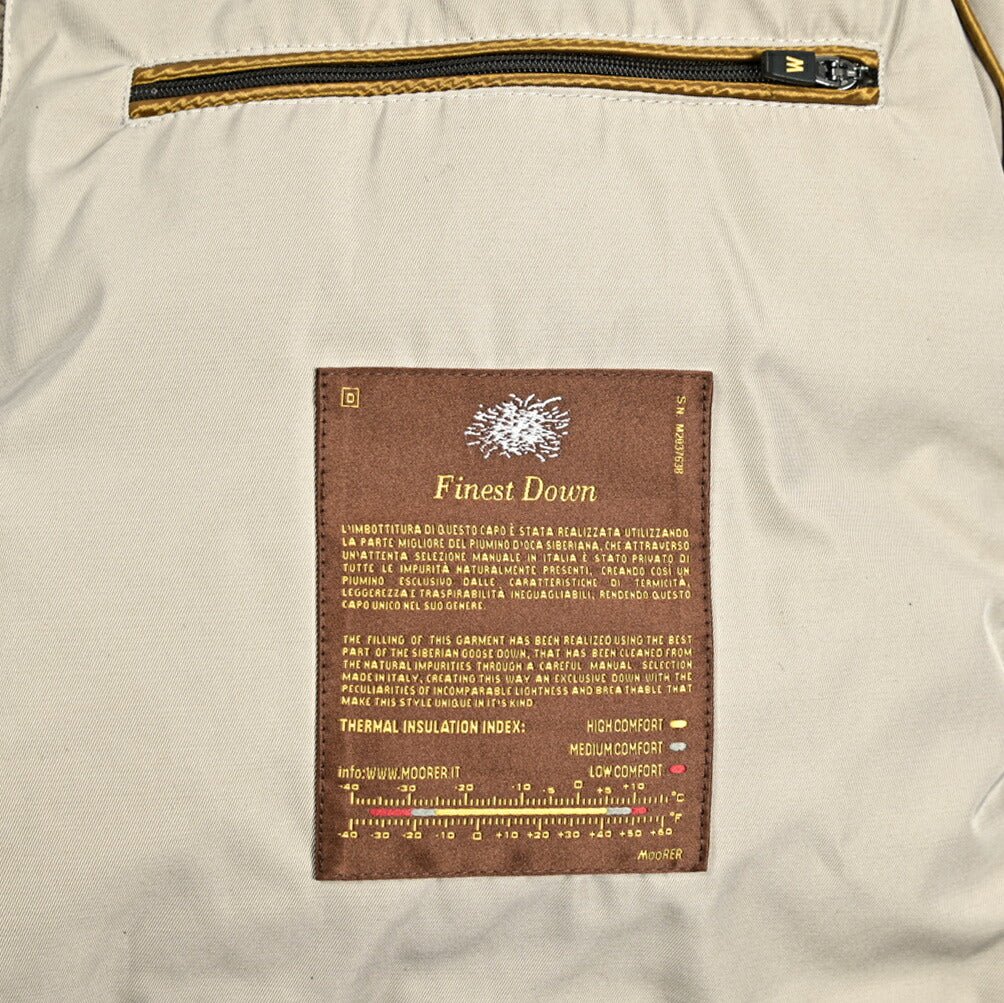 W
D
S.N. M2037638
Finest Down
L'IMBOTTITURA DI QUESTO CAPO È STATA REALIZZATA UTILIZZANDO
LA PARTE MIGLIORE DEL PIUMINO D'OCA SIBERIANA, CHE ATTRAVERSO
UN'ATTENTA SELEZIONE MANUALE IN ITALIA È STATO PRIVATO DI
TUTTE LE IMPURITÀ NATURALMENTE PRESENTI, CREANDO COSÌ UN
PIUMINO ESCLUSIVO DALLE CARATTERISTICHE DI TERMICITÀ,
LEGGEREZZA E TRASPIRABILITÀ INEGUAGLIABILI, RENDENDO QUESTO
CAPO UNICO NEL SUO GENERE.
THE FILLING OF THIS GARMENT HAS BEEN REALIZED USING THE BEST
PART OF THE SIBERIAN GOOSE DOWN, THAT HAS BEEN CLEANED FROM
THE NATURAL IMPURITIES THROUGH A CAREFUL MANUAL SELECTION
MADE IN ITALY, CREATING THIS WAY AN EXCLUSIVE DOWN WITH THE
PECULIARITIES OF INCOMPARABLE LIGHTNESS AND BREATHABLE THAT
MAKE THIS STYLE UNIQUE IN IT'S KIND.
THERMAL INSULATION INDEX: HIGH COMFORT
MEDIUM COMFORT
info:WWW.MOORER.IT LOW COMFORT
-40 -30 -20 -10 -5 0 +5 +10 °C
-40 -30 -20 -10 0 +10 +20 +30 +40 +50 +60 °F
MOORER